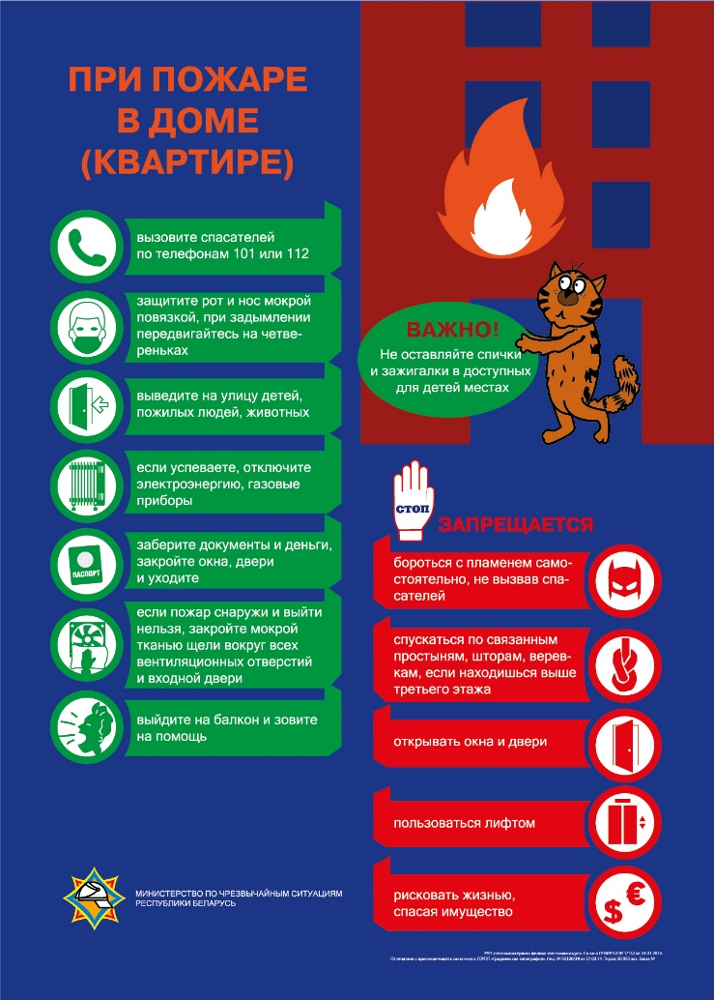 ПРИ ПОЖАРЕ
В ДОМЕ
(КВАРТИРЕ)
вызовите спасателей
по телефонам 101 или 112
защитите рот и нос мокрой
повязкой, при задымлении
передвигайтесь на четве-
реньках
выведите на улицу детей,
пожилых людей, животных
если успеваете, отключите
электроэнергию, газовые
приборы
ПАСПОРТ
заберите документы и деньги,
закройте окна, двери
и уходите
если пожар снаружи и выйти
нельзя, закройте мокрой
тканью щели вокруг всех
вентиляционных отверстий
и входной двери
выйдите на балкон и зовите
на помощь
МИНИСТЕРСТВО ПО ЧРЕЗВЫЧАЙНЫМ СИТУАЦИЯМ
РЕСПУБЛИКИ БЕЛАРУСЬ
ВАЖНО!
Не оставляйте спички
и зажигалки в доступных
для детей местах
СТОП
ЗАПРЕЩАЕТСЯ
бороться с пламенем само-
стоятельно, не вызвав спа-
сателей
спускаться по связанным
простыням, шторам, верев-
кам, если находишься выше
третьего этажа
открывать окна и двери
пользоваться лифтом
рисковать жизнью,
спасая имущество
$ €